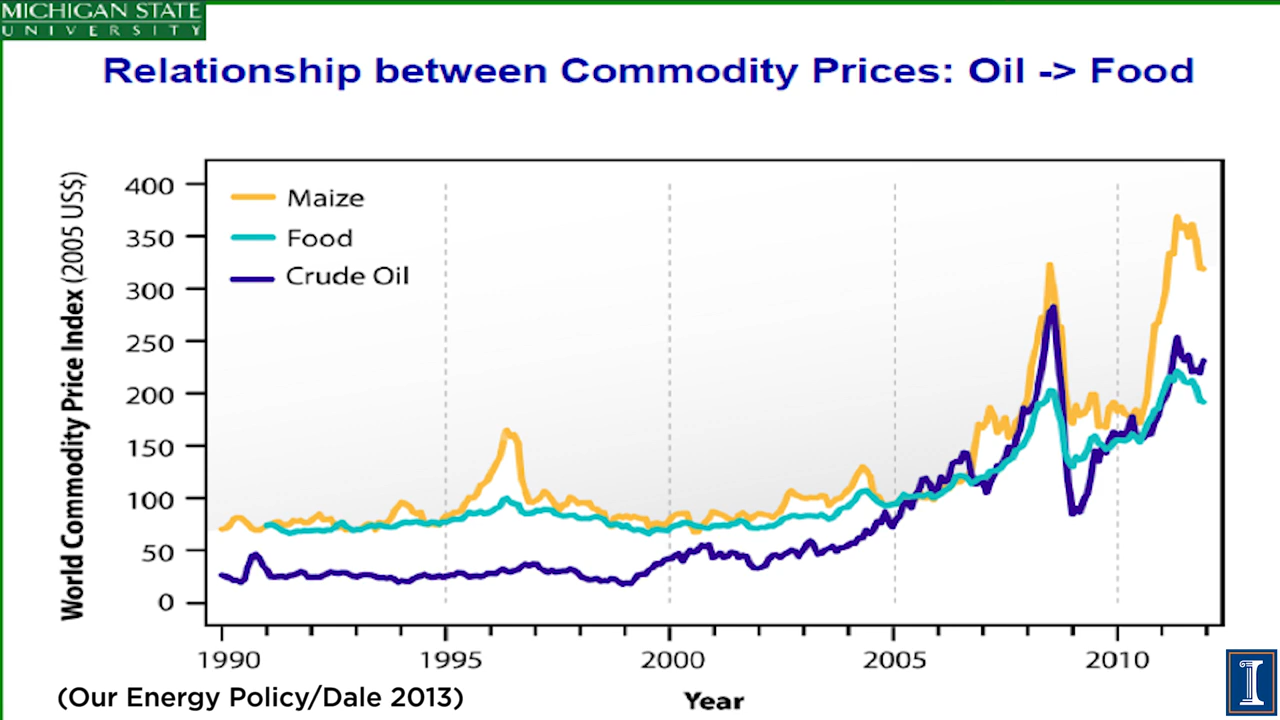 MICHIGAN STATE
UNIVERSITY
Relationship between Commodity Prices: Oil -> Food
World Commodity Price Index (2005 US$)
400
350
300
250
200
150
100
50
0
Maize
Food
Crude Oil
1990
1995
2000
2005
2010
Year
(Our Energy Policy/Dale 2013)
I